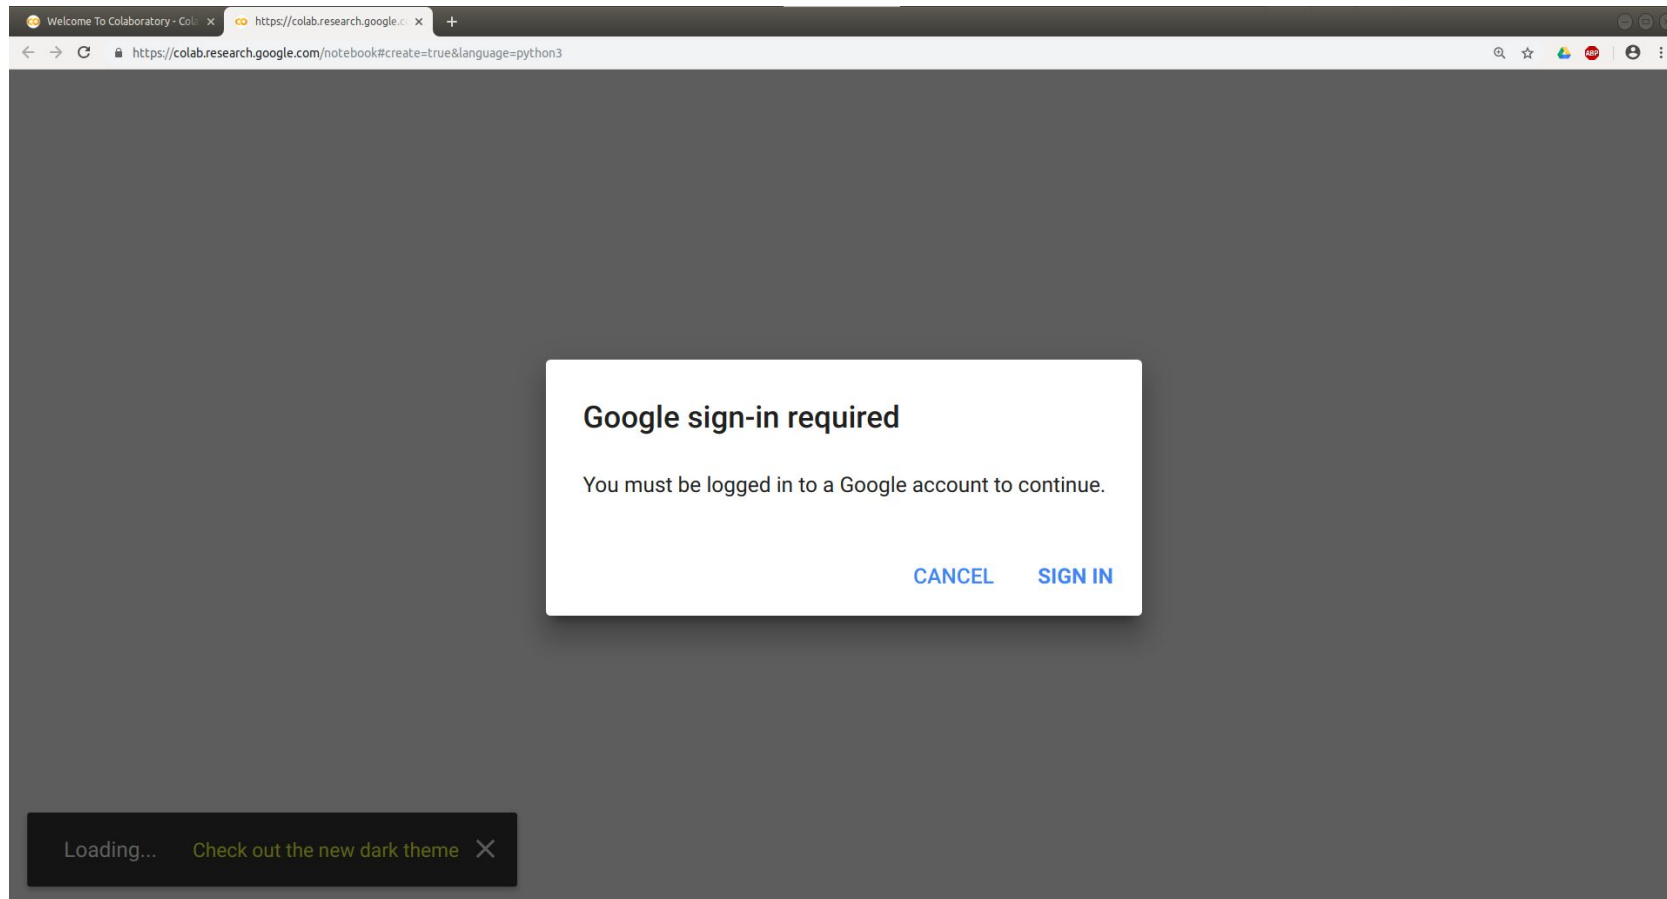 Welcome To Colaboratory - Cola
https://colab.research.google.c
https://colab.research.google.com/notebook#create=true&language=python3
ABP
Google sign-in required
You must be logged in to a Google account to continue.
CANCEL SIGN IN
Loading... Check out the new dark theme